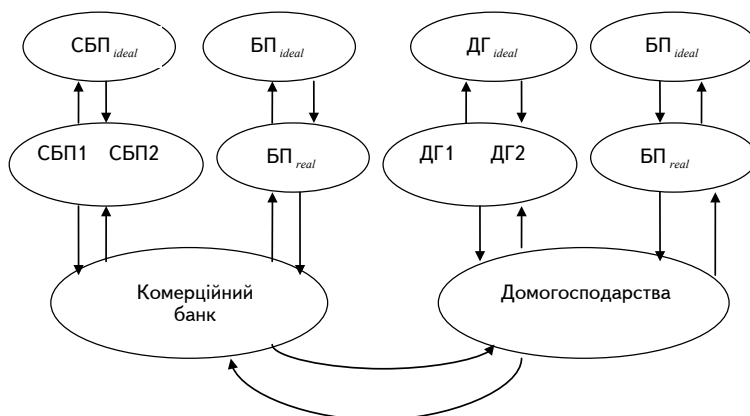 СБП ideal
БП ideal
ДГ ideal
БП ideal
СБП1 СБП2
БП real
ДГ1 ДГ2
БП real
Комерційний
банк
Домогосподарства